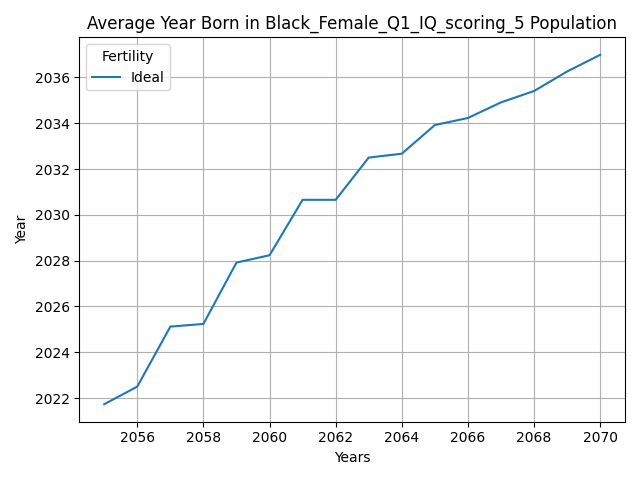 Average Year Born in Black_Female_Q1_IQ_scoring_5 Population
Fertility
Ideal
Year
2036
2034
2032
2030
2028
2026
2024
2022
2056 2058 2060 2062 2064 2066 2068 2070
Years